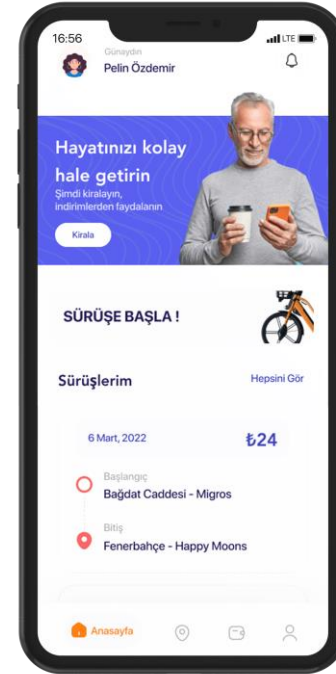 16:56
LTE
Günaydın
Pelin Özdemir
Hayatınızı kolay
hale getirin
Şimdi kiralayın,
indirimlerden faydalanın
Kirala
SÜRÜŞE BAŞLA !
Sürüşlerim
Hepsini Gör
6 Mart, 2022
₺24
Başlangıç
Bağdat Caddesi - Migros
Bitiş
Fenerbahçe - Happy Moons
Anasayfa